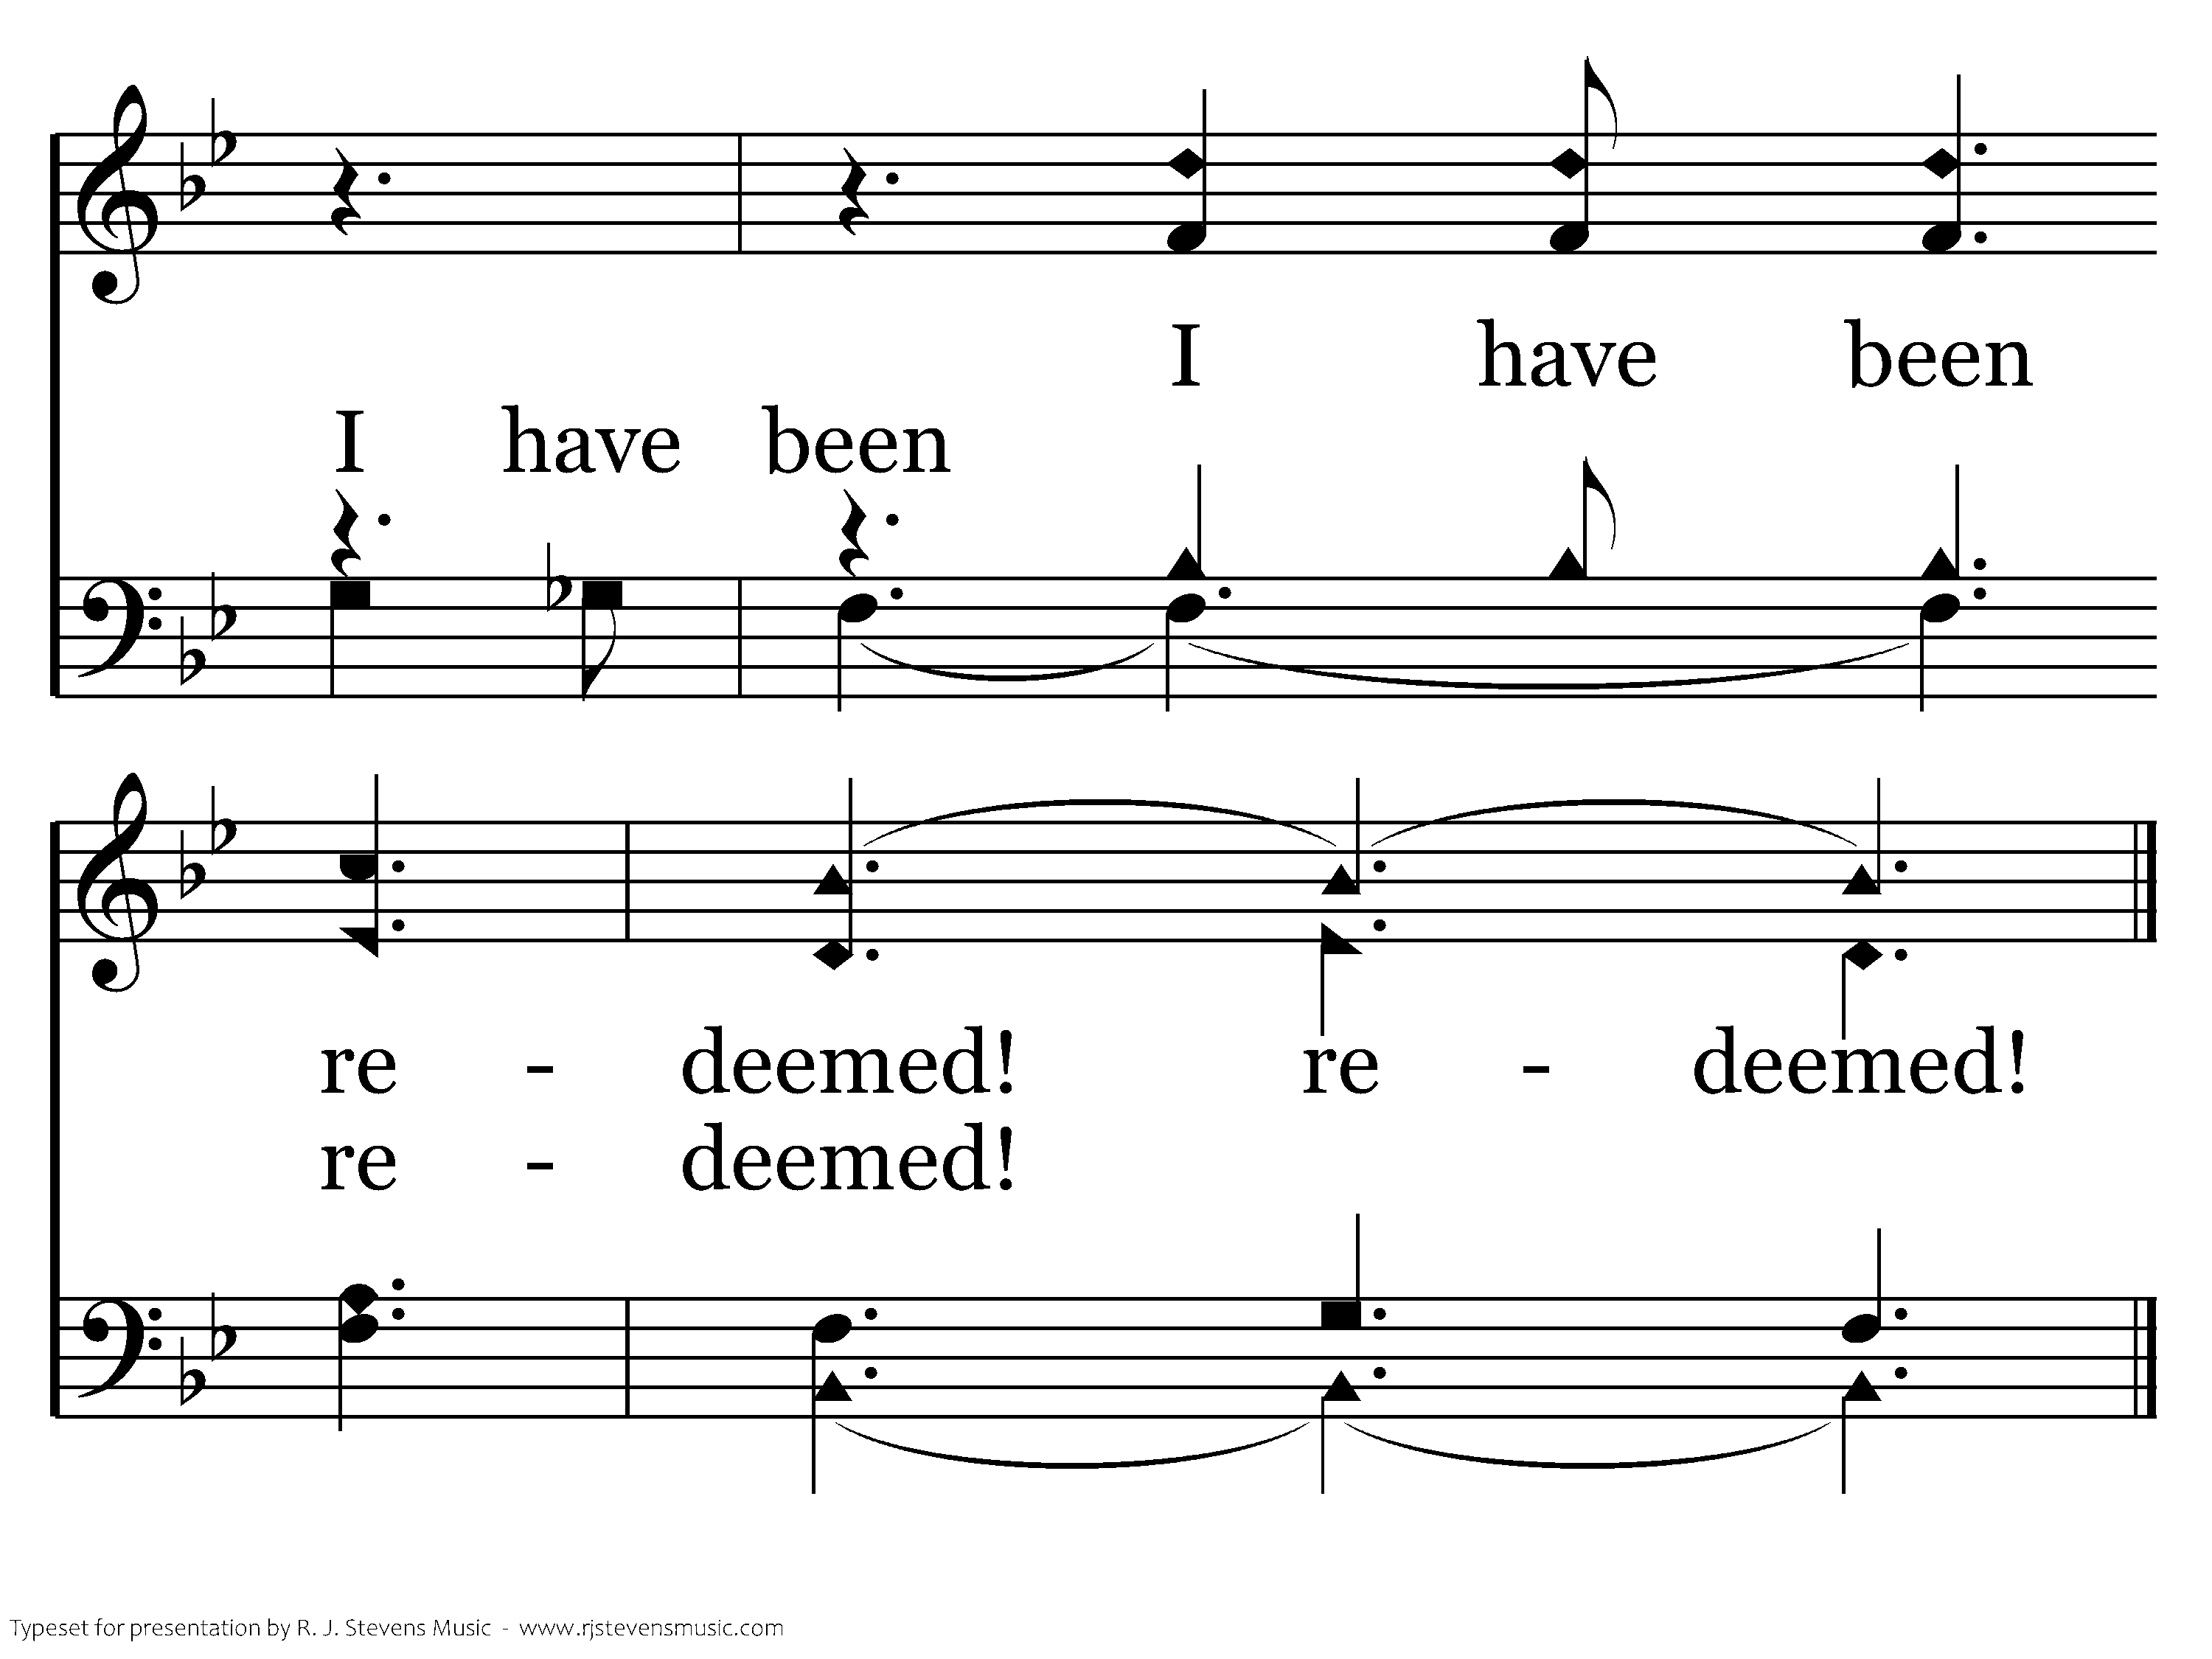 I have been
I have been
re - deemed! re - deemed!
re - deemed!
Typeset for presentation by R. J. Stevens Music - www.rjstevensmusic.com